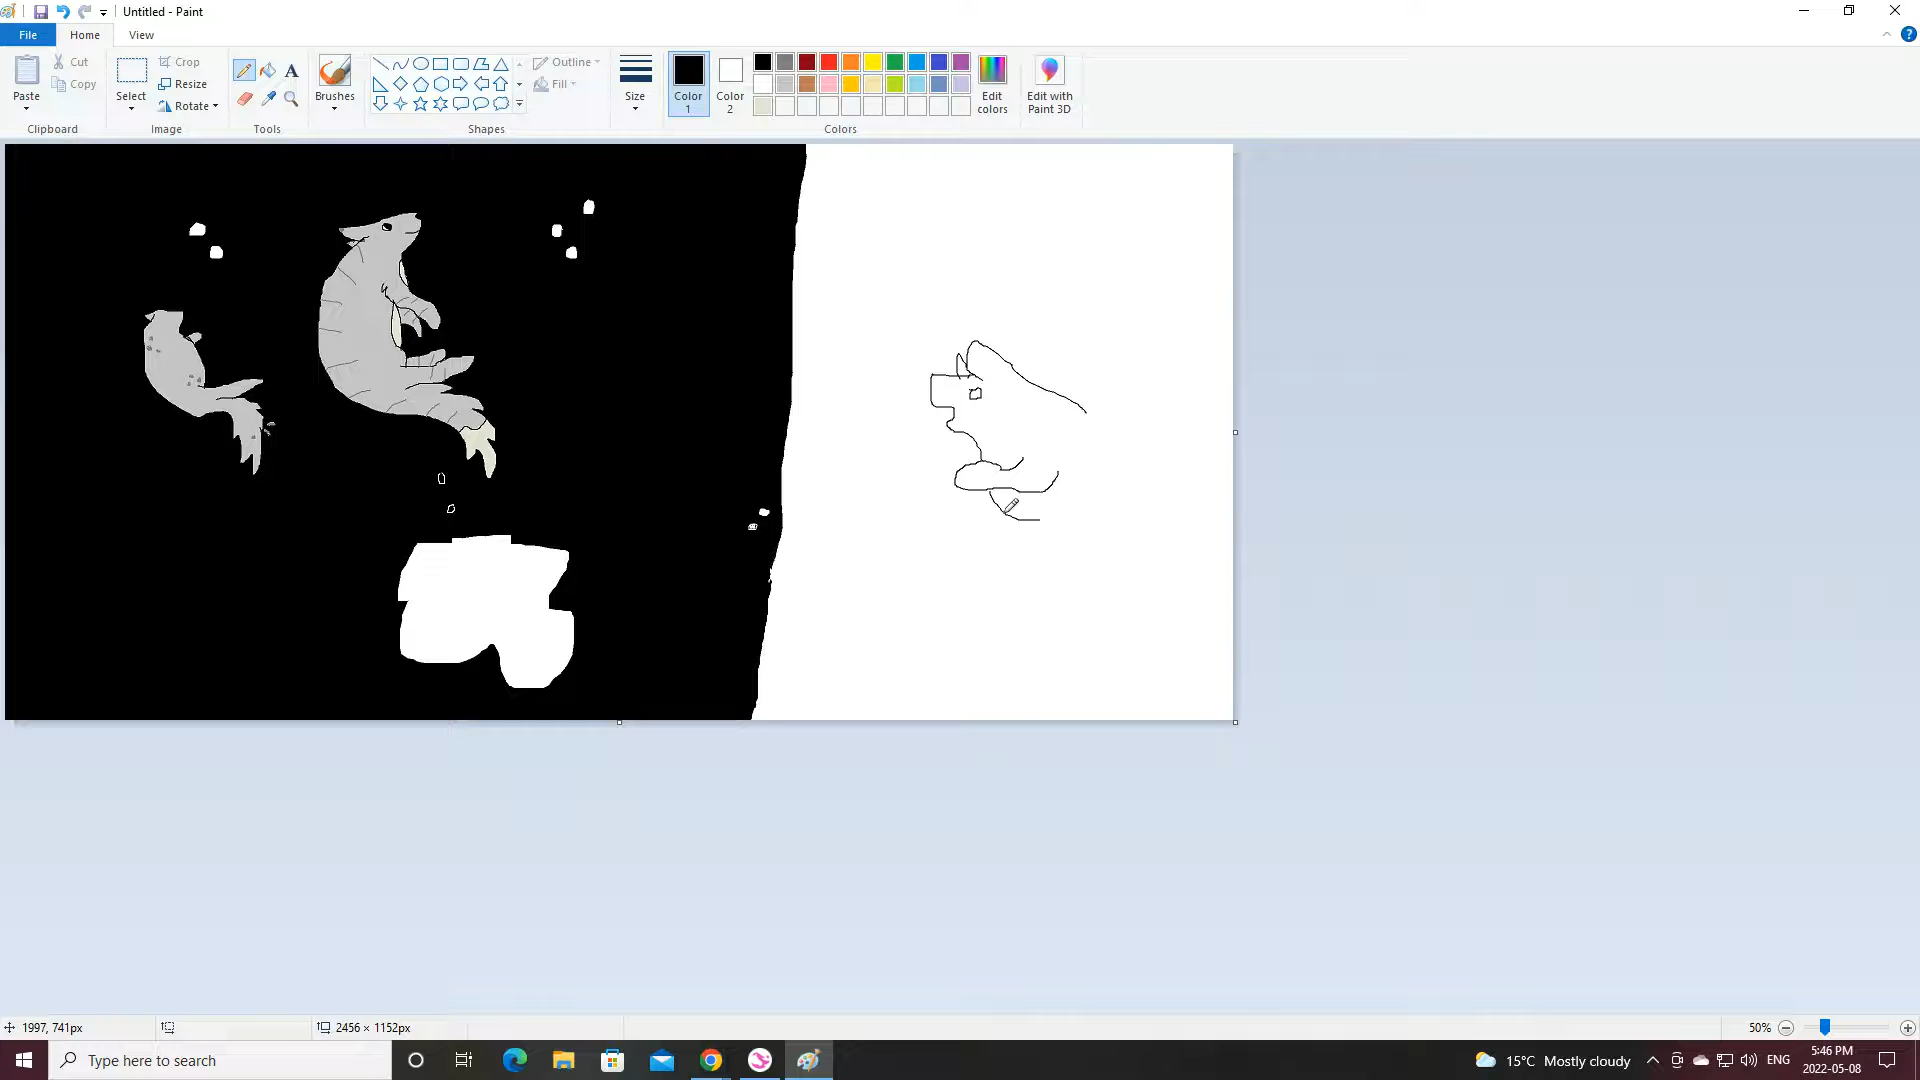 Untitled - Paint
File Home View
Paste Cut Copy Clipboard
Select Crop Resize Rotate Image
Tools
Brushes
Outline Fill Shapes
Size
Color 1 Color 2 Edit colors Colors
Edit with Paint 3D
1997, 741px 2456 × 1152px 50%
Type here to search 15°C Mostly cloudy ENG 5:46 PM
2022-05-08